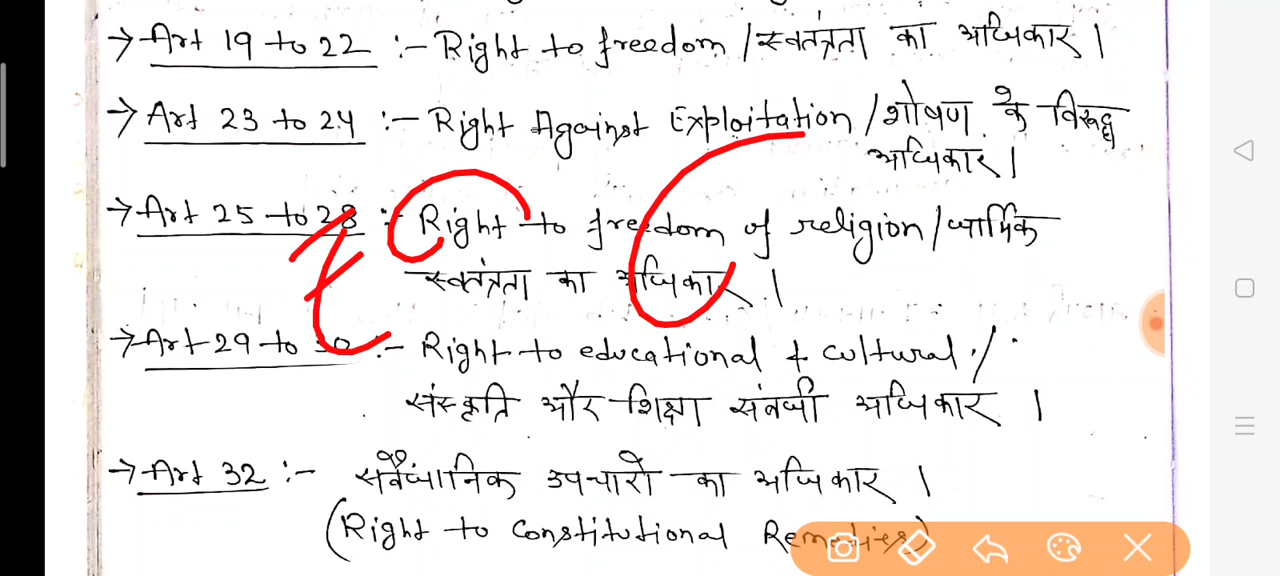 → Art 19 to 22 :- Right to freedom / स्वतंत्रता का अधिकार।
→ Art 23 to 24 :- Right Against Exploitation / शोषण के विरूद्ध
अधिकार।
→ Art 25 to 28 :- Right to freedom of religion / धार्मिक
स्वतंत्रता का अधिकार।
→ Art 29 to 30 :- Right to educational & cultural /
संस्कृति और शिक्षा संबंधी अधिकार।
→ Art 32 :- संवैधानिक उपचारो का अधिकार।
(Right to Constitutional Remedies)